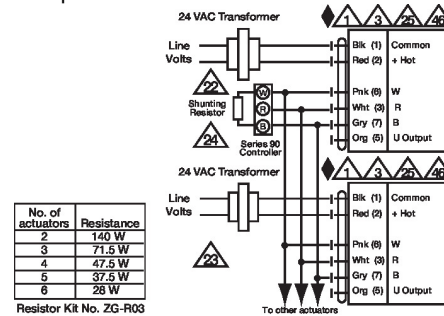 24 VAC Transformer
1 3 25 46
Line
Volts
Blk (1) Common
Red (2) + Hot
22
Shunting
Resistor
W
R
B
Pnk (6) W
Wht (3) R
Gry (7) B
Org (5) U Output
24
Series 90
Controller
24 VAC Transformer
1 3 25 46
Line
Volts
Blk (1) Common
Red (2) + Hot
23
Pnk (6) W
Wht (3) R
Gry (7) B
Org (5) U Output
To other actuators
No. of
actuators Resistance
2 140 W
3 71.5 W
4 47.5 W
5 37.5 W
6 28 W
Resistor Kit No. ZG-R03